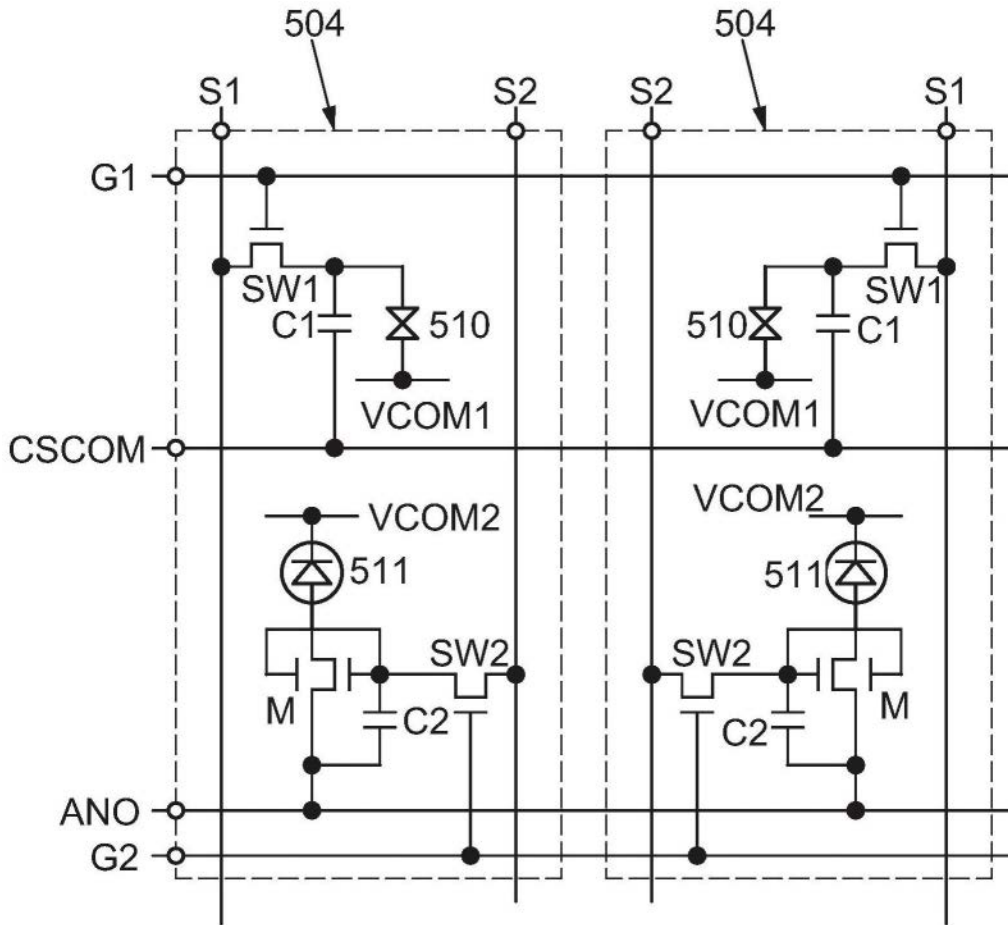 504 504
S1 S2 S2 S1
G1
SW1 SW1
C1 510 510 C1
VCOM1 VCOM1
CSCOM
VCOM2 VCOM2
511 511
SW2 SW2
M C2 C2 M
ANO
G2